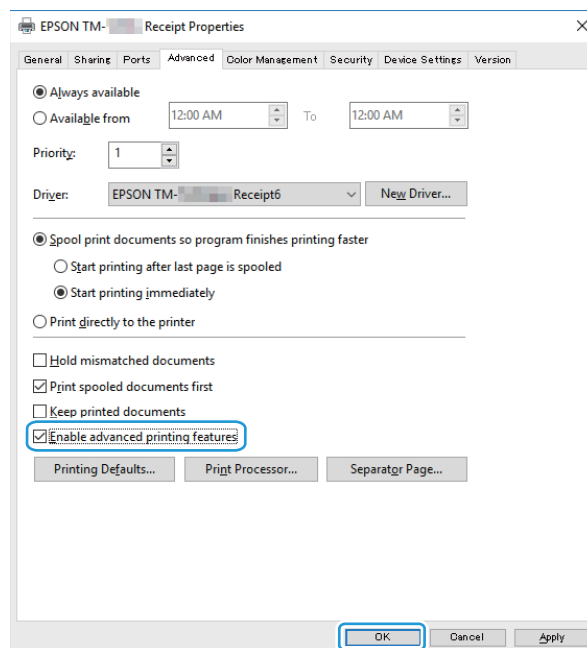 EPSON TM- Receipt Properties
General Sharing Ports Advanced Color Management Security Device Settings Version
Always available
Available from 12:00 AM To 12:00 AM
Priority: 1
Driver: EPSON TM- Receipt6 New Driver...
Spool print documents so program finishes printing faster
Start printing after last page is spooled
Start printing immediately
Print directly to the printer
Hold mismatched documents
Print spooled documents first
Keep printed documents
Enable advanced printing features
Printing Defaults... Print Processor... Separator Page...
OK Cancel Apply